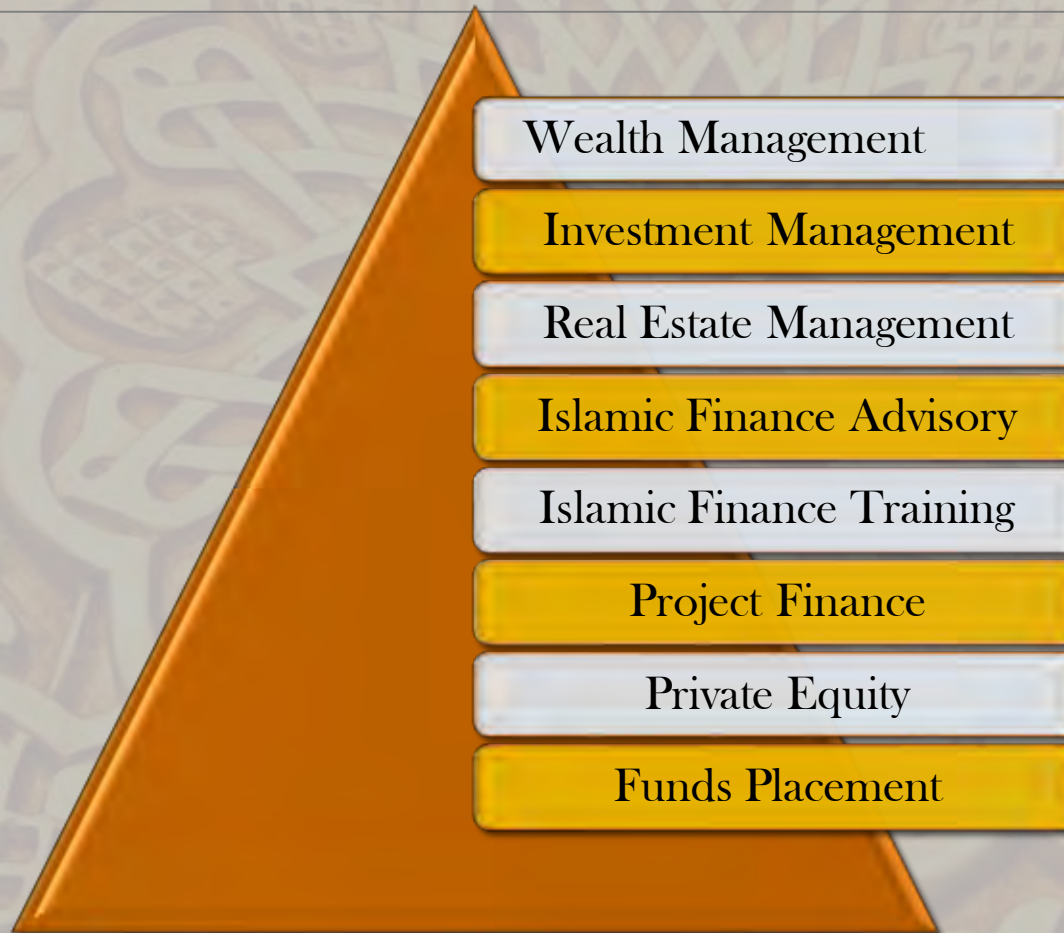 Wealth Management
Investment Management
Real Estate Management
Islamic Finance Advisory
Islamic Finance Training
Project Finance
Private Equity
Funds Placement